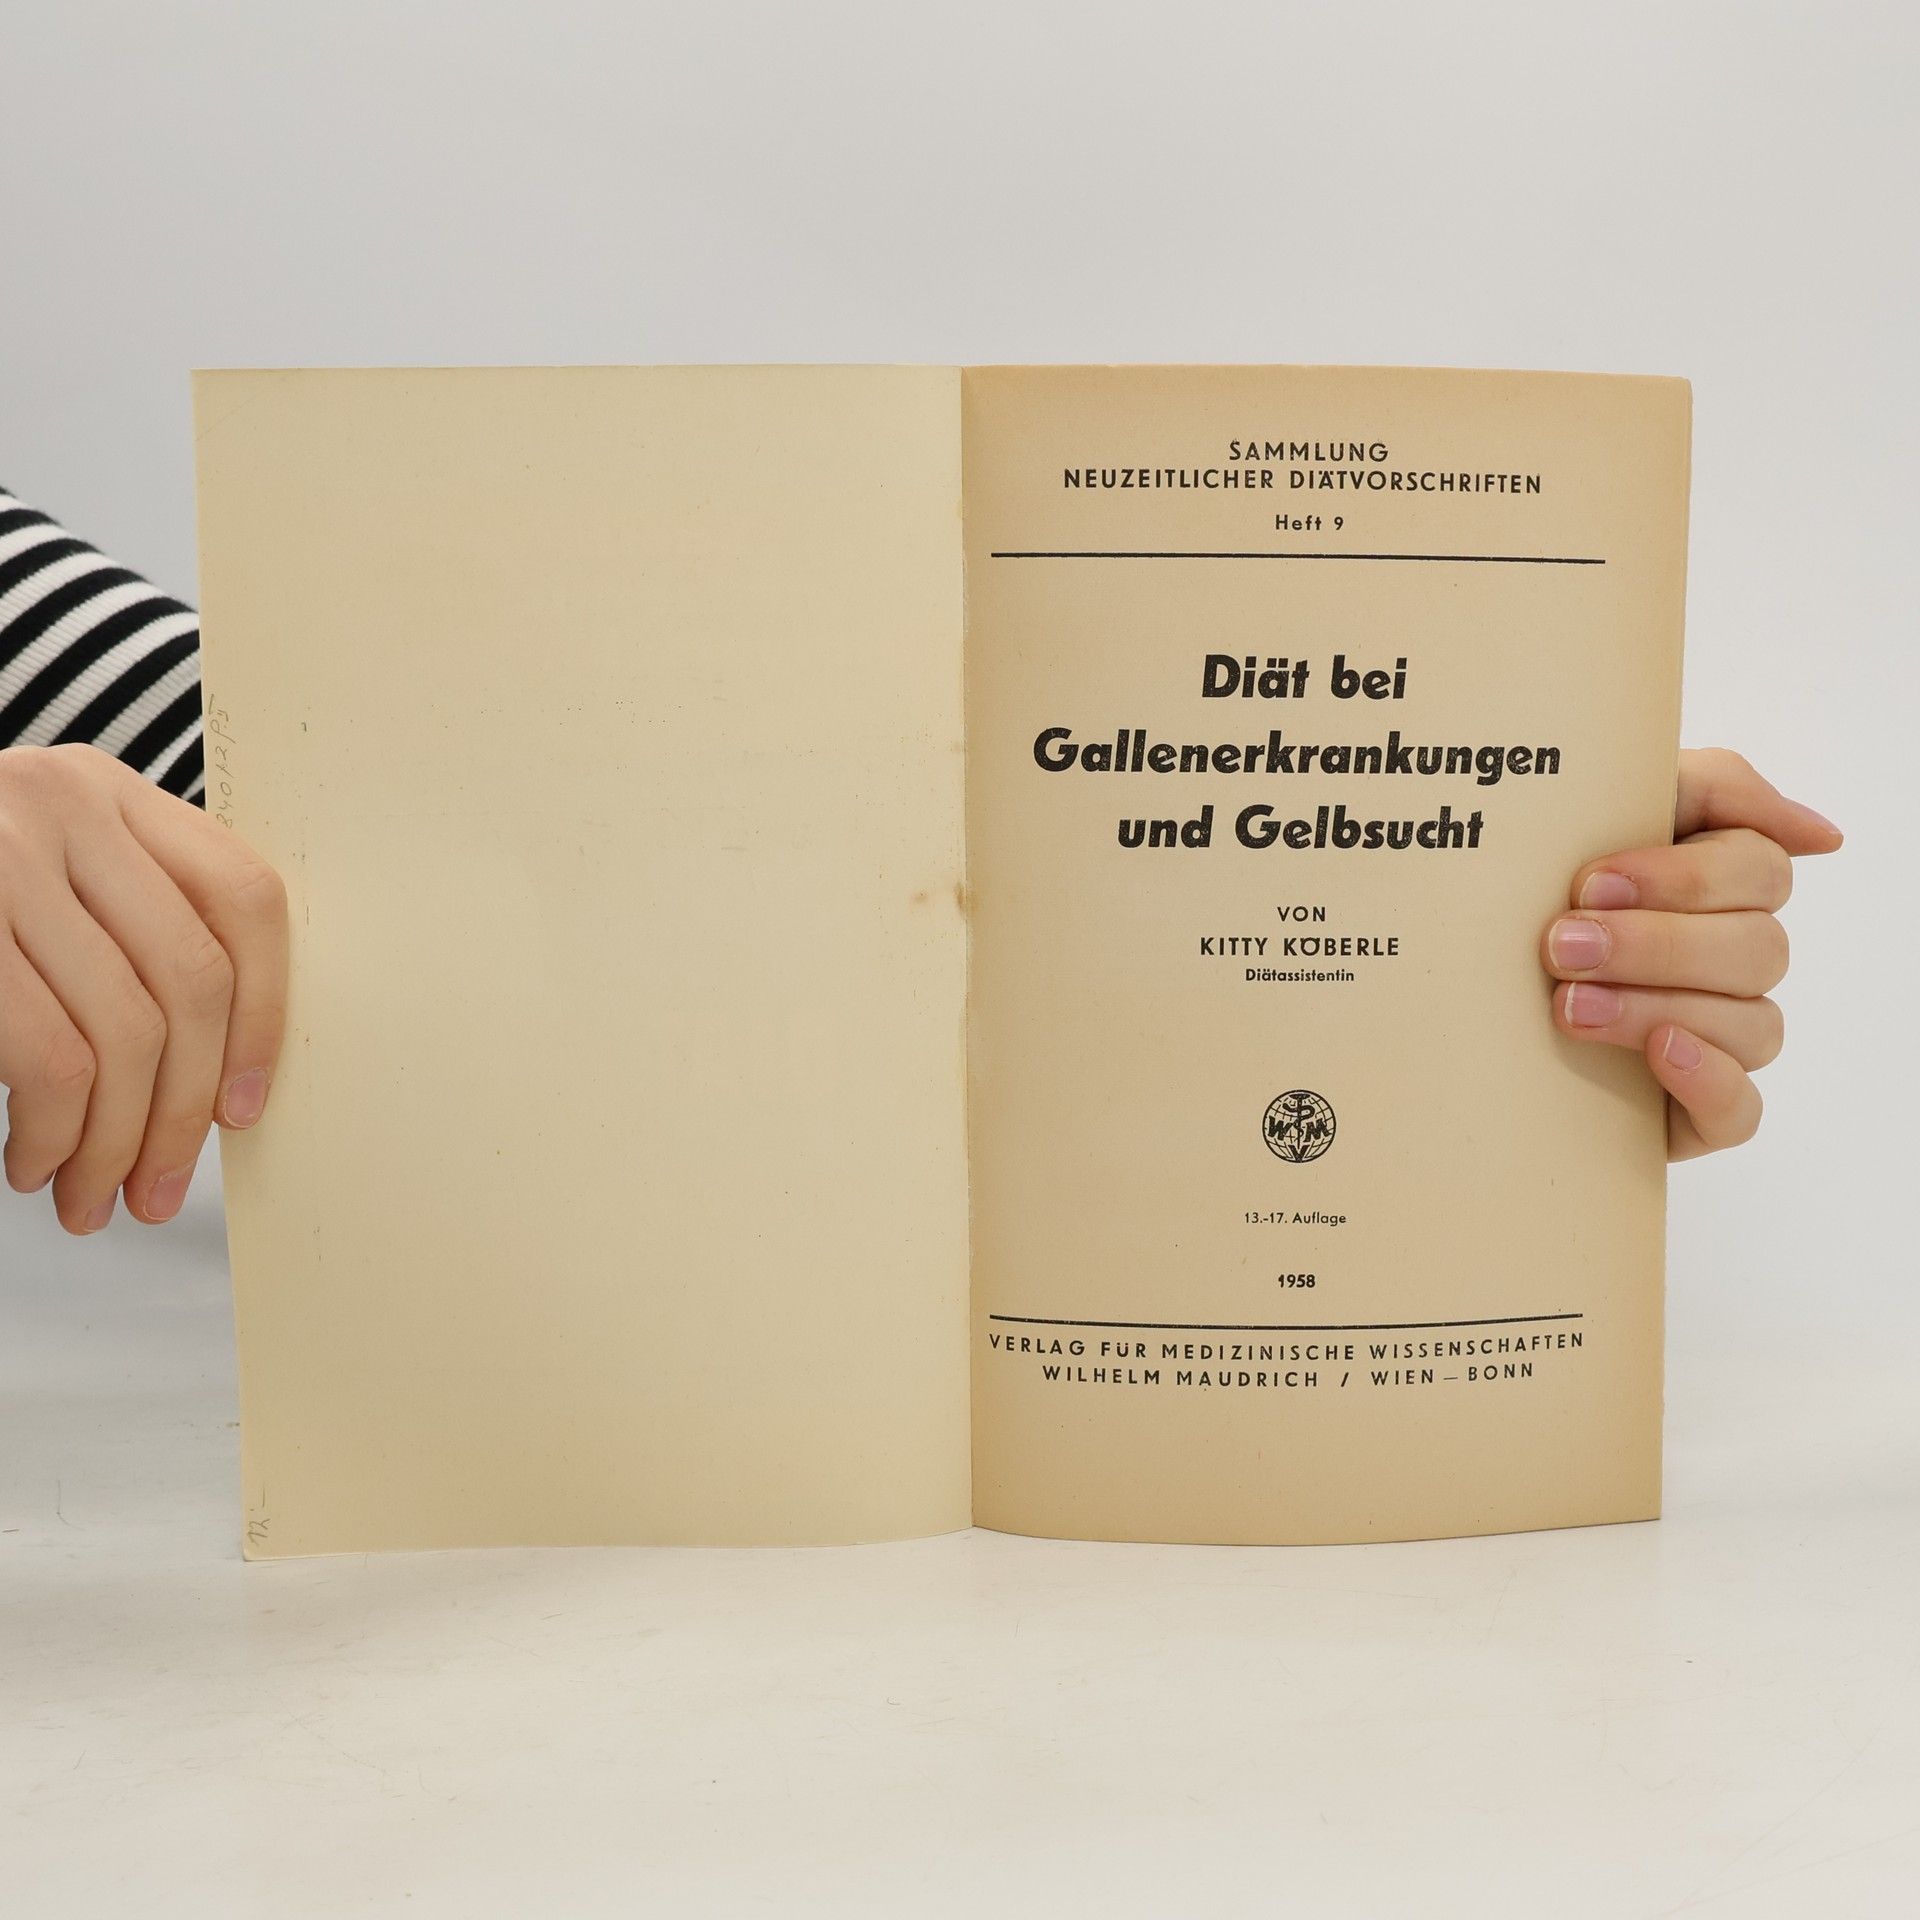 SAMMLUNG
NEUZEITLICHER DIÄTVORSCHRIFTEN
Heft 9
Diät bei
Gallenerkrankungen
und Gelbsucht
VON
KITTY KÖBERLE
Diätassistentin
W M
V
13.-17. Auflage
1958
VERLAG FÜR MEDIZINISCHE WISSENSCHAFTEN
WILHELM MAUDRICH / WIEN — BONN
12'-